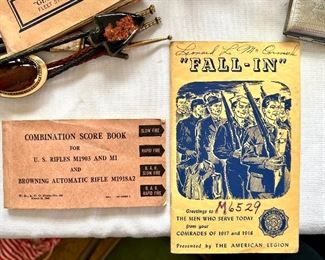 FLEET
COMBINATION SCORE BOOK
FOR
U. S. RIFLES M1903 AND M1
AND
BROWNING AUTOMATIC RIFLE M1918A2
SLOW FIRE
RAPID FIRE
B. A. R.
SLOW FIRE
B. A. R.
RAPID FIRE
Leonard L. McCormick
"FALL-IN"
Greetings to M6529
THE MEN WHO SERVE TODAY
from your
COMRADES OF 1917 and 1918
Presented by THE AMERICAN LEGION